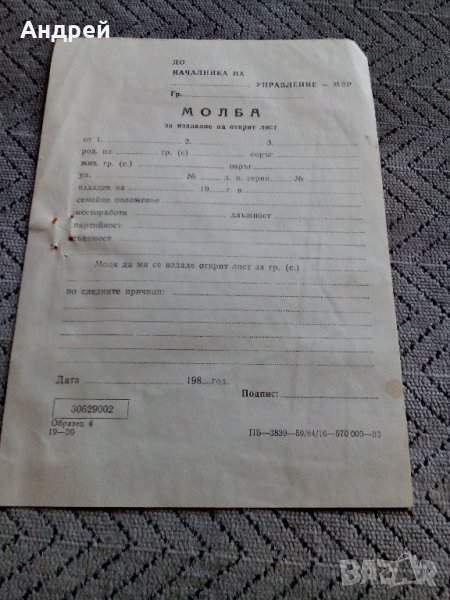 Андрей
ДО
НАЧАЛНИКА НА
УПРАВЛЕНИЕ — МВР
Гр.
МОЛБА
за издаване на открит лист
от 1. 2. 3.
род. на гр. (с) окръг
жив. гр. (с.) окръг
ул. № л. п. серия №
издаден на 19 г. в
семейно положение
месторабота длъжност
партийност
съдимост
Моля да ми се издаде открит лист за гр. (с.)
по следните причини:
Дата 198 год.
Подпис:
30629002
Образец 4
19—20
ПБ—3839—59/84/16—570 000—83
BAZAR